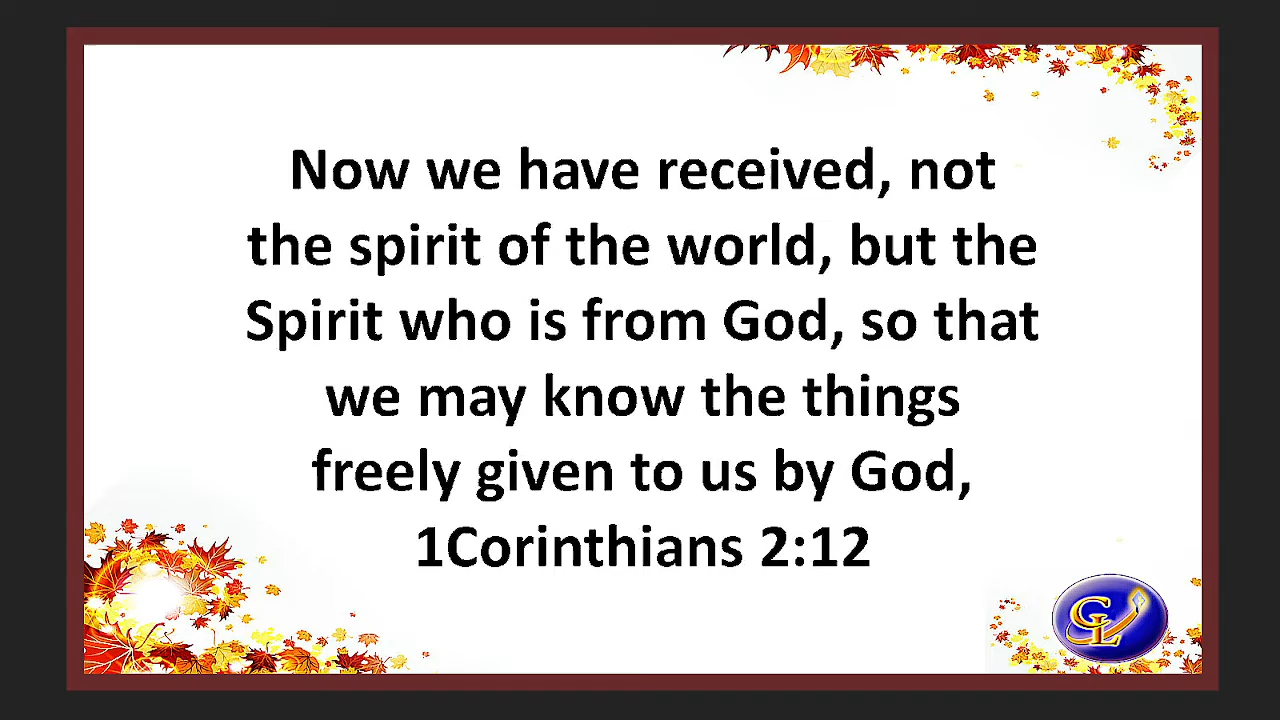 Now we have received, not
the spirit of the world, but the
Spirit who is from God, so that
we may know the things
freely given to us by God,
1Corinthians 2:12
GL